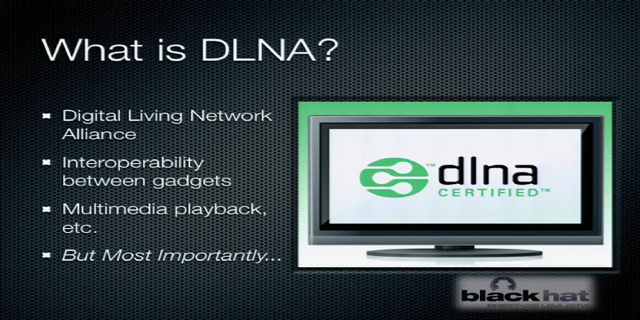 What is DLNA?
Digital Living Network
Alliance
Interoperability
between gadgets
Multimedia playback,
etc.
But Most Importantly...
dlna
CERTIFIED™
black hat